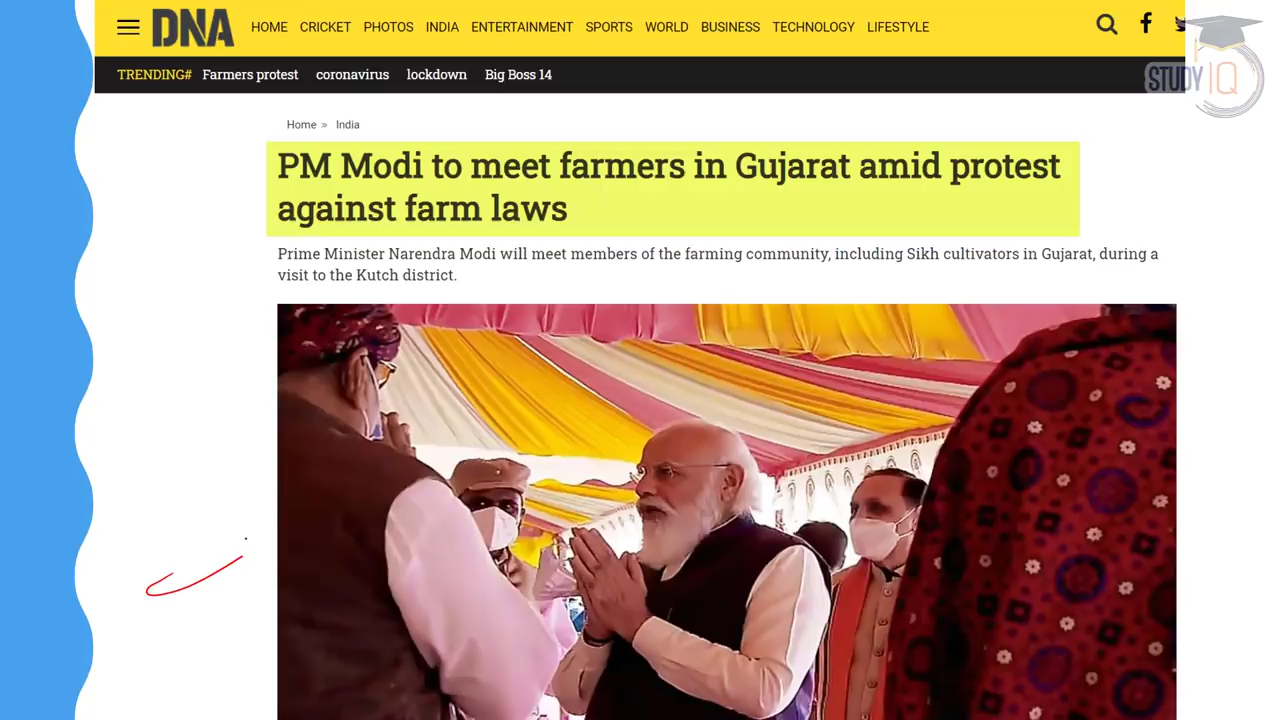 DNA HOME CRICKET PHOTOS INDIA ENTERTAINMENT SPORTS WORLD BUSINESS TECHNOLOGY LIFESTYLE
TRENDING# Farmers protest coronavirus lockdown Big Boss 14
STUDY IQ
Home » India
PM Modi to meet farmers in Gujarat amid protest
against farm laws
Prime Minister Narendra Modi will meet members of the farming community, including Sikh cultivators in Gujarat, during a
visit to the Kutch district.